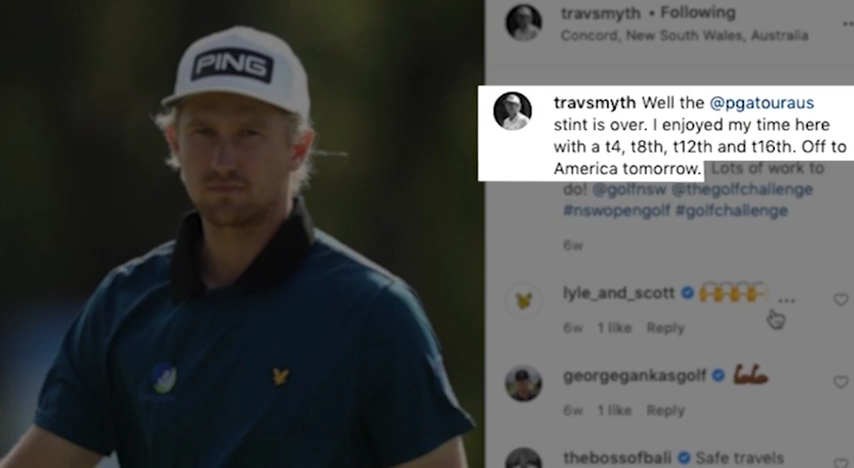 PING
travsmyth • Following
Concord, New South Wales, Australia
travsmyth Well the @pgatouraus
stint is over. I enjoyed my time here
with a t4, t8th, t12th and t16th. Off to
America tomorrow. Lots of work to
do! @golfnsw @thegolfchallenge
#nswopengolf #golfchallenge
6w
lyle_and_scott
6w 1 like Reply
georgegankasgolf
6w 1 like Reply
thebossofbali Safe travels